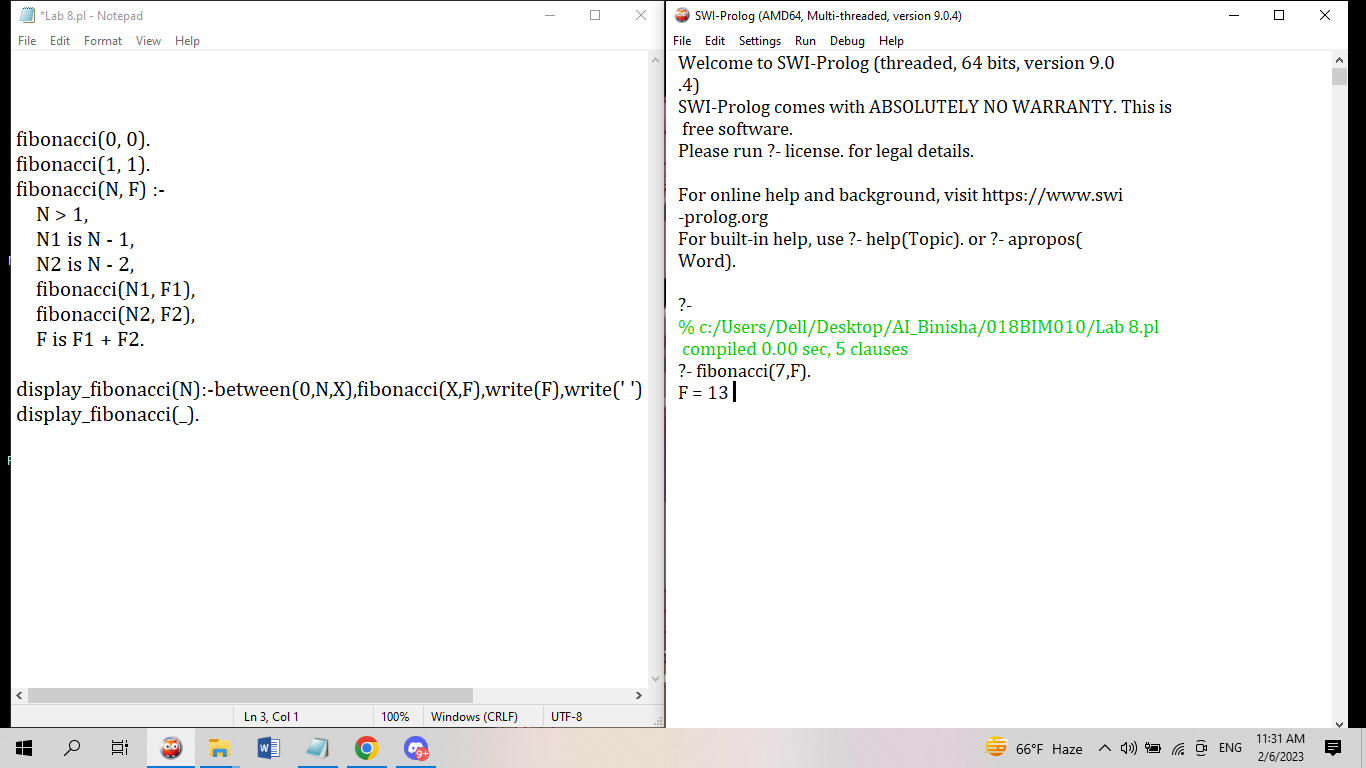 *Lab 8.pl - Notepad
File Edit Format View Help
fibonacci(0, 0).
fibonacci(1, 1).
fibonacci(N, F) :-
    N > 1,
    N1 is N - 1,
    N2 is N - 2,
    fibonacci(N1, F1),
    fibonacci(N2, F2),
    F is F1 + F2.
display_fibonacci(N):-between(0,N,X),fibonacci(X,F),write(F),write(' ')
display_fibonacci(_).
Ln 3, Col 1 100% Windows (CRLF) UTF-8
SWI-Prolog (AMD64, Multi-threaded, version 9.0.4)
File Edit Settings Run Debug Help
Welcome to SWI-Prolog (threaded, 64 bits, version 9.0
.4)
SWI-Prolog comes with ABSOLUTELY NO WARRANTY. This is
 free software.
Please run ?- license. for legal details.
For online help and background, visit https://www.swi
-prolog.org
For built-in help, use ?- help(Topic). or ?- apropos(
Word).
?-
% c:/Users/Dell/Desktop/AI_Binisha/018BIM010/Lab 8.pl
 compiled 0.00 sec, 5 clauses
?- fibonacci(7,F).
F = 13
9+
66°F Haze
ENG
11:31 AM
2/6/2023